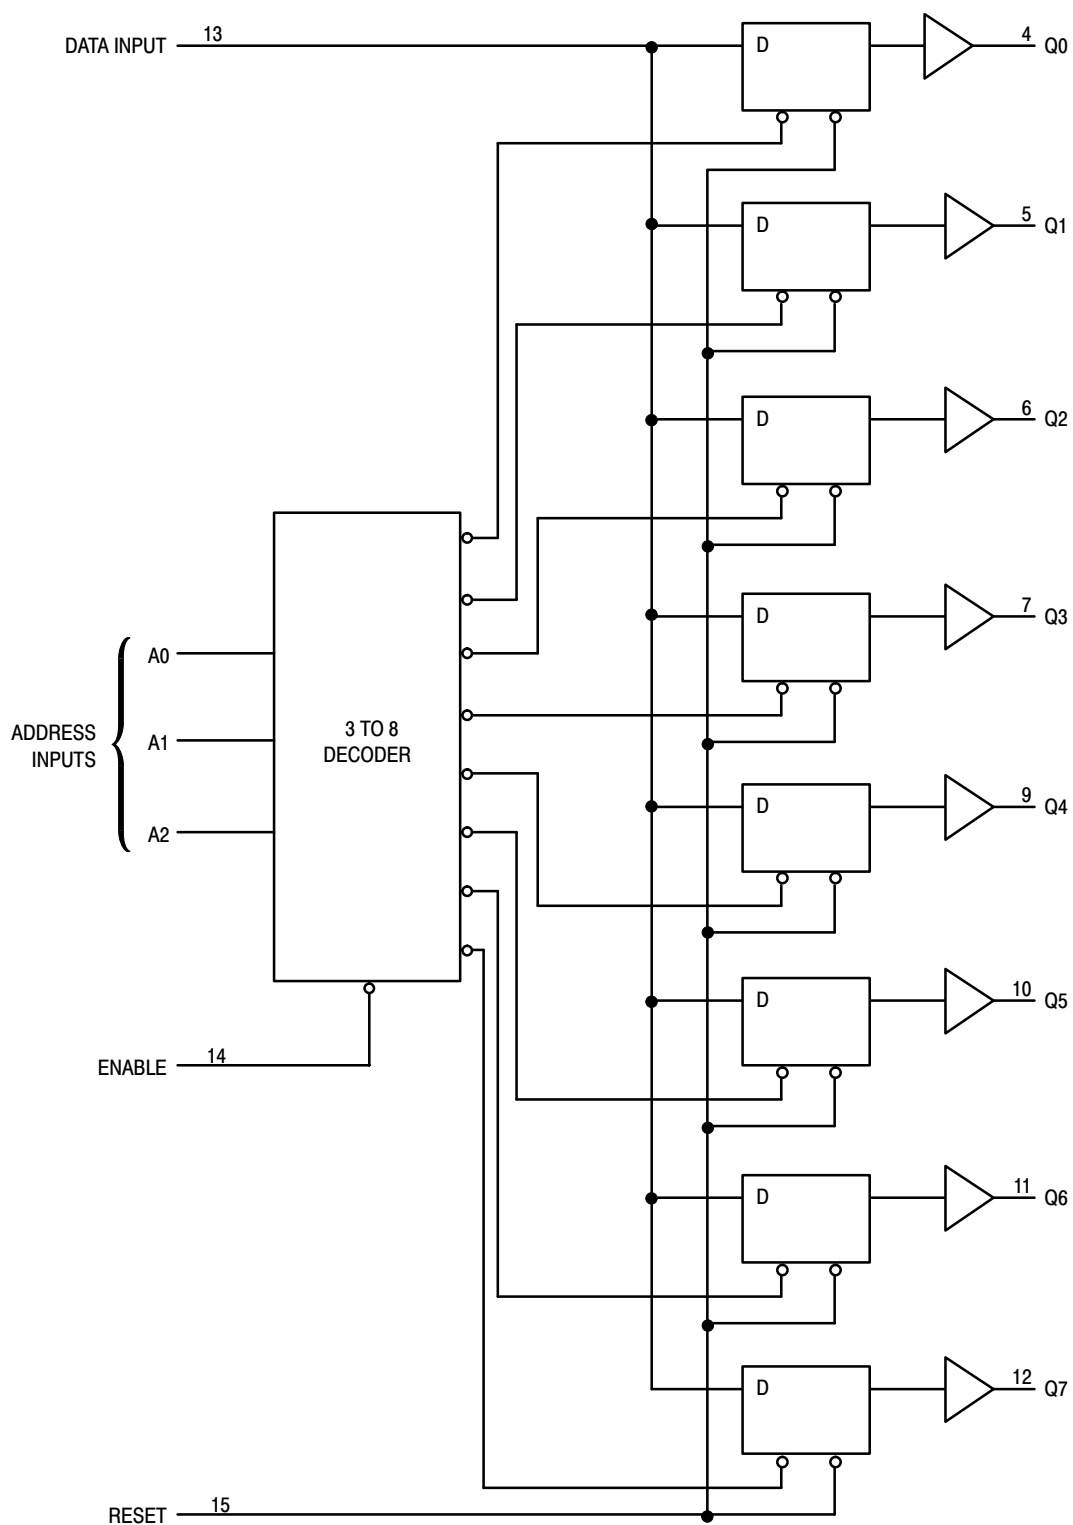 DATA INPUT 13
D
4 Q0
D
5 Q1
D
6 Q2
D
7 Q3
A0
ADDRESS
INPUTS
A1
A2
3 TO 8
DECODER
D
9 Q4
D
10 Q5
ENABLE 14
D
11 Q6
D
12 Q7
RESET 15